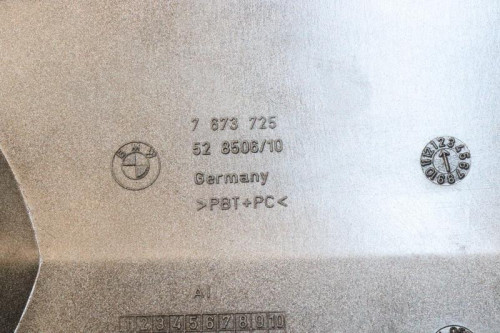 7 673 725
52 8506/10
BMW
Germany
>PBT+PC<
AI
1 2 3 4 5 6 7 8 9 10